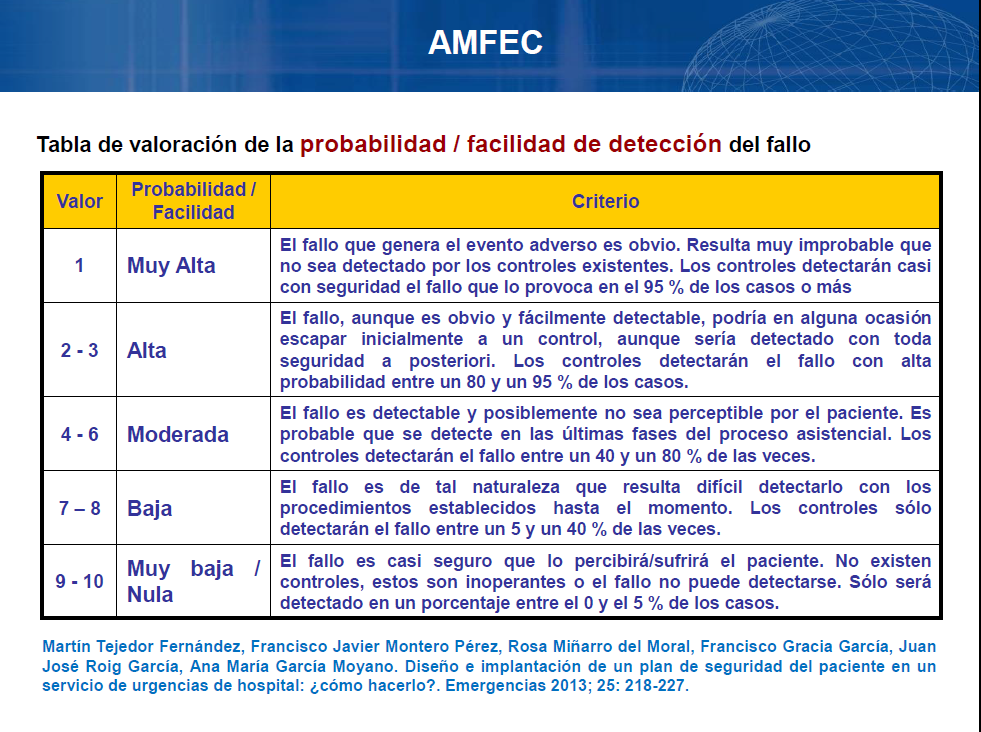 AMFEC
Tabla de valoración de la probabilidad / facilidad de detección del fallo
Valor
Probabilidad /
Facilidad
Criterio
1
Muy Alta
El fallo que genera el evento adverso es obvio. Resulta muy improbable que
no sea detectado por los controles existentes. Los controles detectarán casi
con seguridad el fallo que lo provoca en el 95 % de los casos o más
2 - 3
Alta
El fallo, aunque es obvio y fácilmente detectable, podría en alguna ocasión
escapar inicialmente a un control, aunque sería detectado con toda
seguridad a posteriori. Los controles detectarán el fallo con alta
probabilidad entre un 80 y un 95 % de los casos.
4 - 6
Moderada
El fallo es detectable y posiblemente no sea perceptible por el paciente. Es
probable que se detecte en las últimas fases del proceso asistencial. Los
controles detectarán el fallo entre un 40 y un 80 % de las veces.
7 – 8
Baja
El fallo es de tal naturaleza que resulta difícil detectarlo con los
procedimientos establecidos hasta el momento. Los controles sólo
detectarán el fallo entre un 5 y un 40 % de las veces.
9 - 10
Muy baja /
Nula
El fallo es casi seguro que lo percibirá/sufrirá el paciente. No existen
controles, estos son inoperantes o el fallo no puede detectarse. Sólo será
detectado en un porcentaje entre el 0 y el 5 % de los casos.
Martín Tejedor Fernández, Francisco Javier Montero Pérez, Rosa Miñarro del Moral, Francisco Gracia García, Juan
José Roig García, Ana María García Moyano. Diseño e implantación de un plan de seguridad del paciente en un
servicio de urgencias de hospital: ¿cómo hacerlo?. Emergencias 2013; 25: 218-227.